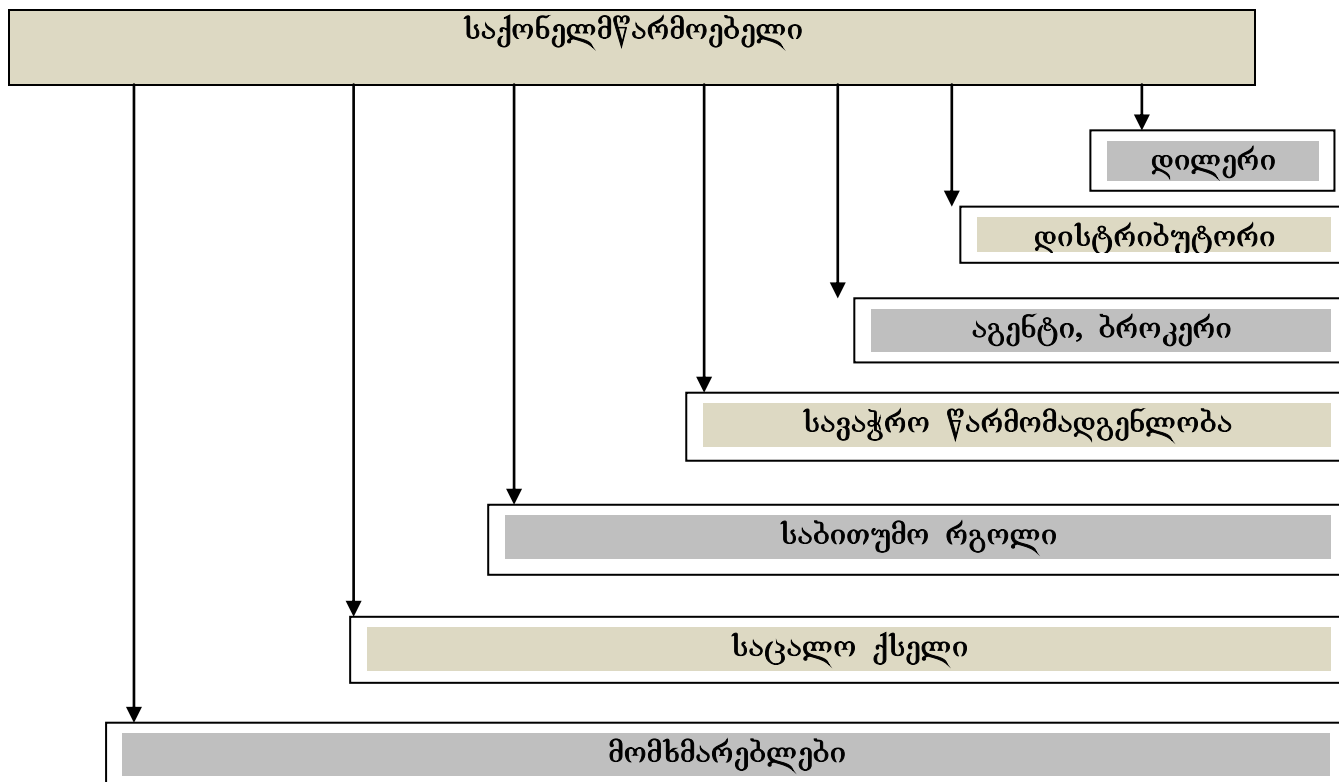 საქონელმწარმოებელი
დილერი
დისტრიბუტორი
აგენტი, ბროკერი
სავაჭრო წარმომადგენლობა
საბითუმო რგოლი
საცალო ქსელი
მომხმარებლები